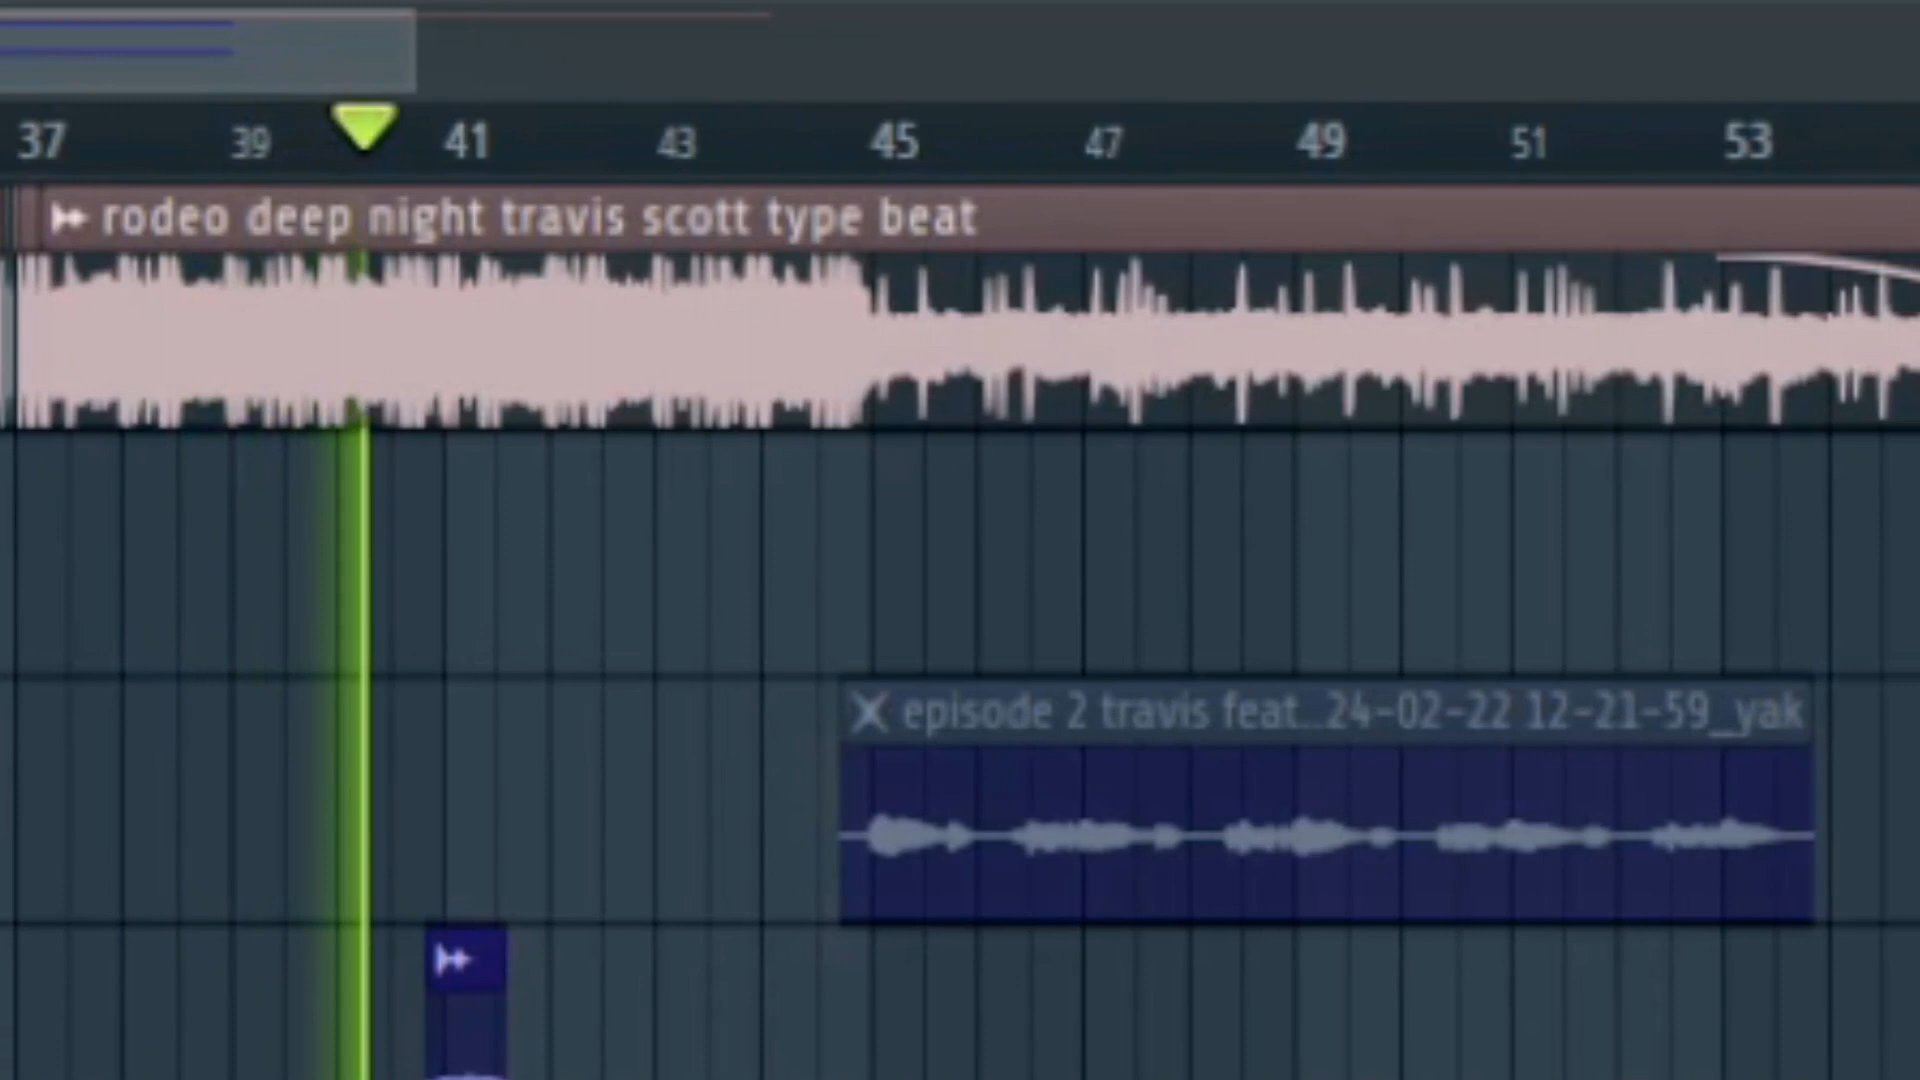 37 39 41 43 45 47 49 51 53
rodeo deep night travis scott type beat
episode 2 travis feat...24-02-22 12-21-59_yak